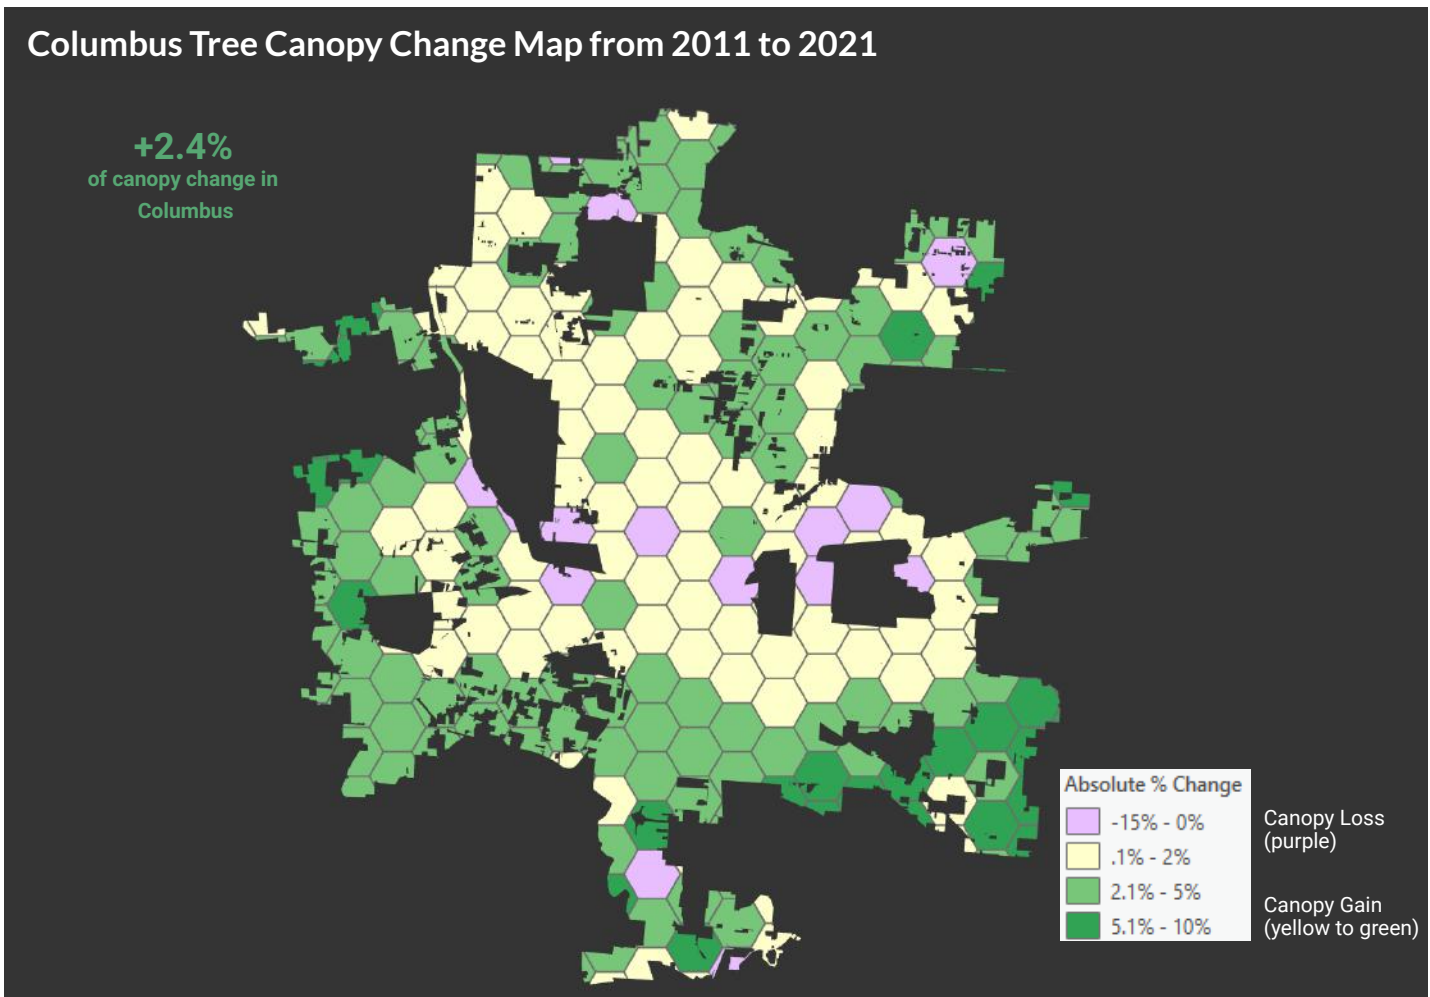 Columbus Tree Canopy Change Map from 2011 to 2021
+2.4%
of canopy change in
Columbus
Absolute % Change
-15% - 0%
.1% - 2%
2.1% - 5%
5.1% - 10%
Canopy Loss
(purple)
Canopy Gain
(yellow to green)